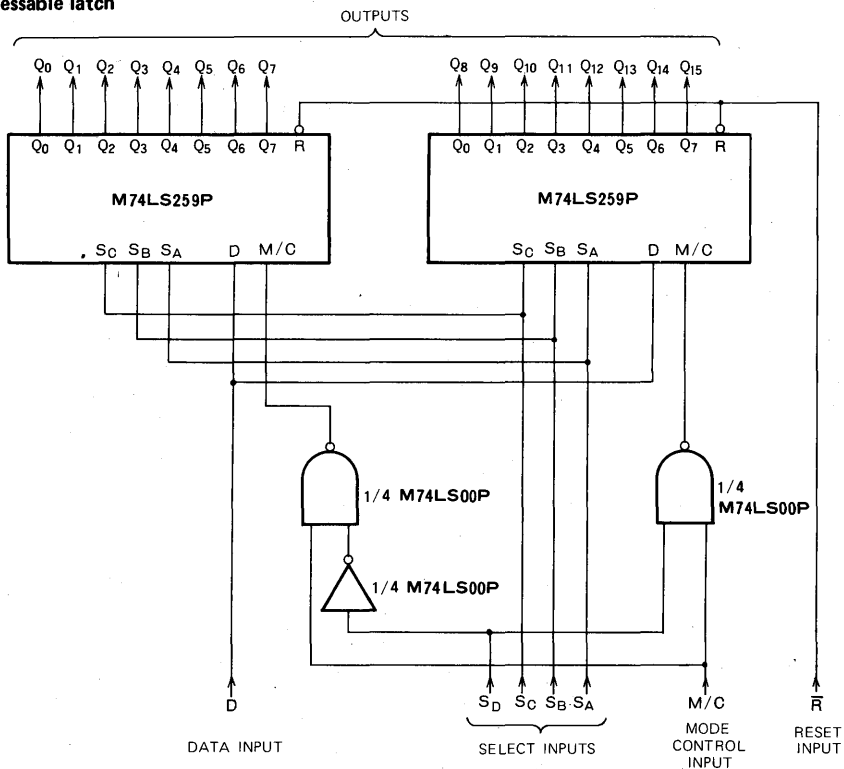 essable latch
OUTPUTS
Q0 Q1 Q2 Q3 Q4 Q5 Q6 Q7 Q8 Q9 Q10 Q11 Q12 Q13 Q14 Q15
Q0 Q1 Q2 Q3 Q4 Q5 Q6 Q7 R Q0 Q1 Q2 Q3 Q4 Q5 Q6 Q7 R
M74LS259P M74LS259P
SC SB SA D M/C SC SB SA D M/C
1/4 M74LS00P
1/4
M74LS00P
1/4 M74LS00P
D SD SC SB SA M/C R̅
DATA INPUT
SELECT INPUTS
MODE
CONTROL
INPUT
RESET
INPUT